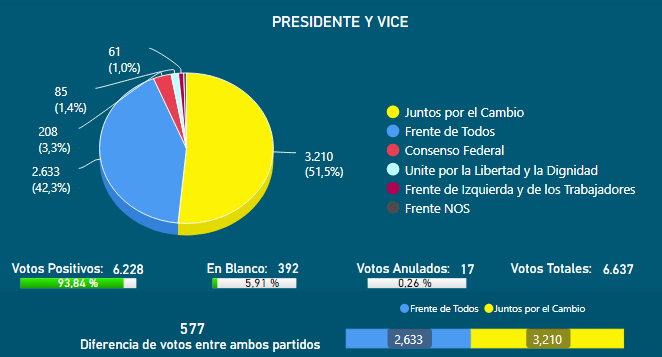 PRESIDENTE Y VICE
61
(1,0%)
85
(1,4%)
208
(3,3%)
2.633
(42,3%)
3.210
(51,5%)
Juntos por el Cambio
Frente de Todos
Consenso Federal
Unite por la Libertad y la Dignidad
Frente de Izquierda y de los Trabajadores
Frente NOS
Votos Positivos: 6.228
93,84 %
En Blanco: 392
5,91 %
Votos Anulados: 17
0,26 %
Votos Totales: 6.637
Frente de Todos Juntos por el Cambio
577
Diferencia de votos entre ambos partidos
2,633 3,210